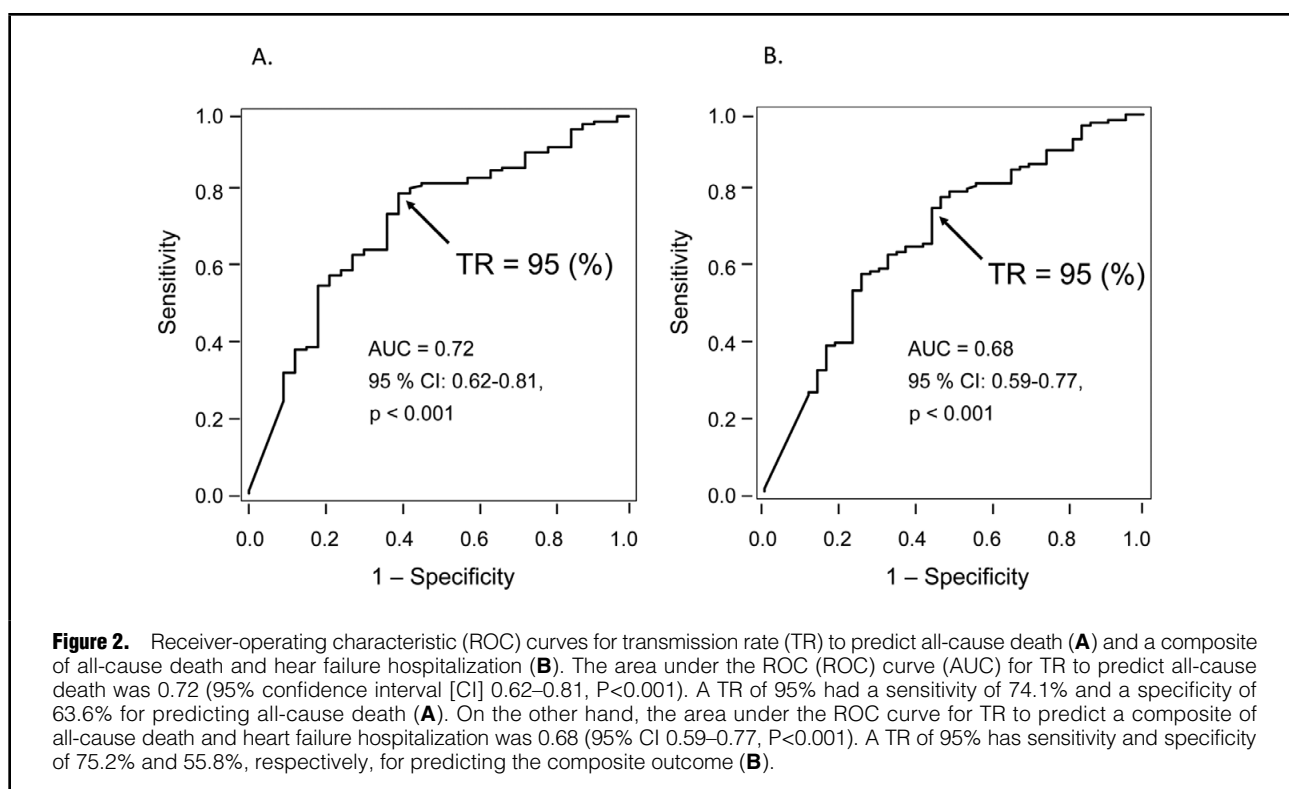 A.
1.0
0.8
0.6
0.4
0.2
0.0
Sensitivity
TR = 95 (%)
AUC = 0.72
95 % CI: 0.62-0.81,
p < 0.001
0.0 0.2 0.4 0.6 0.8 1.0
1 – Specificity
B.
1.0
0.8
0.6
0.4
0.2
0.0
Sensitivity
TR = 95 (%)
AUC = 0.68
95 % CI: 0.59-0.77,
p < 0.001
0.0 0.2 0.4 0.6 0.8 1.0
1 – Specificity
Figure 2. Receiver-operating characteristic (ROC) curves for transmission rate (TR) to predict all-cause death (A) and a composite
of all-cause death and hear failure hospitalization (B). The area under the ROC (ROC) curve (AUC) for TR to predict all-cause
death was 0.72 (95% confidence interval [CI] 0.62–0.81, P<0.001). A TR of 95% had a sensitivity of 74.1% and a specificity of
63.6% for predicting all-cause death (A). On the other hand, the area under the ROC curve for TR to predict a composite of
all-cause death and heart failure hospitalization was 0.68 (95% CI 0.59–0.77, P<0.001). A TR of 95% has sensitivity and specificity
of 75.2% and 55.8%, respectively, for predicting the composite outcome (B).